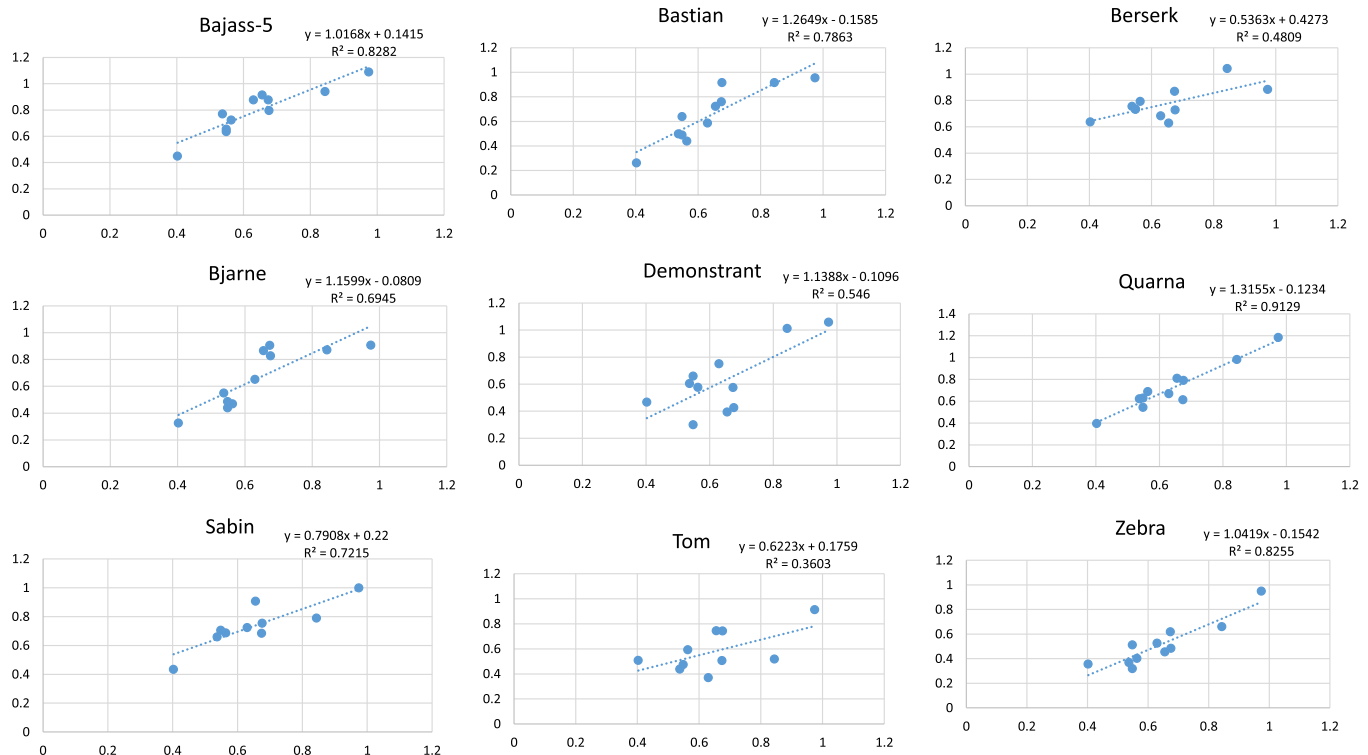 Bajass-5
y = 1.0168x + 0.1415
R² = 0.8282
1.2
1
0.8
0.6
0.4
0.2
0
0 0.2 0.4 0.6 0.8 1 1.2
Bastian
y = 1.2649x - 0.1585
R² = 0.7863
1.2
1
0.8
0.6
0.4
0.2
0
0 0.2 0.4 0.6 0.8 1 1.2
Berserk
y = 0.5363x + 0.4273
R² = 0.4809
1.2
1
0.8
0.6
0.4
0.2
0
0 0.2 0.4 0.6 0.8 1 1.2
Bjarne
y = 1.1599x - 0.0809
R² = 0.6945
1.2
1
0.8
0.6
0.4
0.2
0
0 0.2 0.4 0.6 0.8 1 1.2
Demonstrant
y = 1.1388x - 0.1096
R² = 0.546
1.2
1
0.8
0.6
0.4
0.2
0
0 0.2 0.4 0.6 0.8 1 1.2
Quarna
y = 1.3155x - 0.1234
R² = 0.9129
1.4
1.2
1
0.8
0.6
0.4
0.2
0
0 0.2 0.4 0.6 0.8 1 1.2
Sabin
y = 0.7908x + 0.22
R² = 0.7215
1.2
1
0.8
0.6
0.4
0.2
0
0 0.2 0.4 0.6 0.8 1 1.2
Tom
y = 0.6223x + 0.1759
R² = 0.3603
1.2
1
0.8
0.6
0.4
0.2
0
0 0.2 0.4 0.6 0.8 1 1.2
Zebra
y = 1.0419x - 0.1542
R² = 0.8255
1.2
1
0.8
0.6
0.4
0.2
0
0 0.2 0.4 0.6 0.8 1 1.2